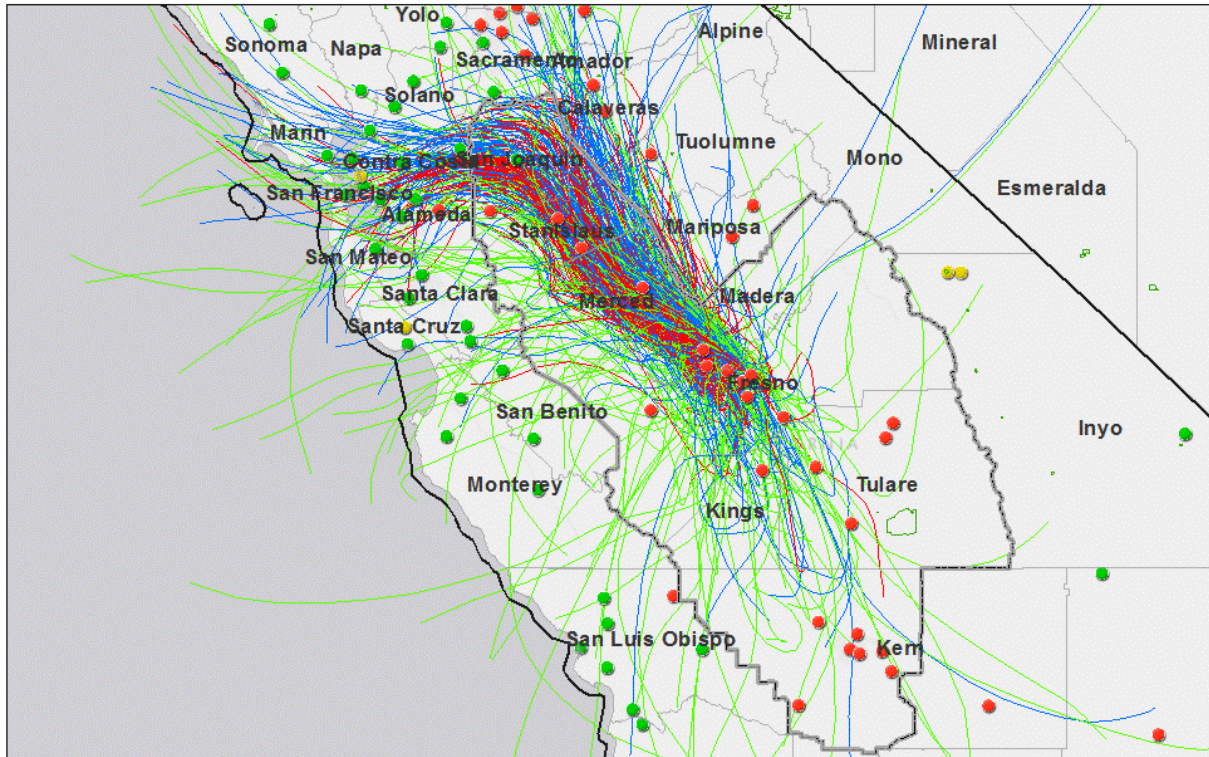 Yolo
Alpine
Sonoma
Napa
Mineral
Sacramento
Amador
Solano
Calaveras
Marin
Tuolumne
Contra Costa
San Joaquin
Mono
Esmeralda
San Francisco
Alameda
Stanislaus
Mariposa
San Mateo
Santa Clara
Merced
Madera
Santa Cruz
Fresno
San Benito
Inyo
Monterey
Tulare
Kings
San Luis Obispo
Kern